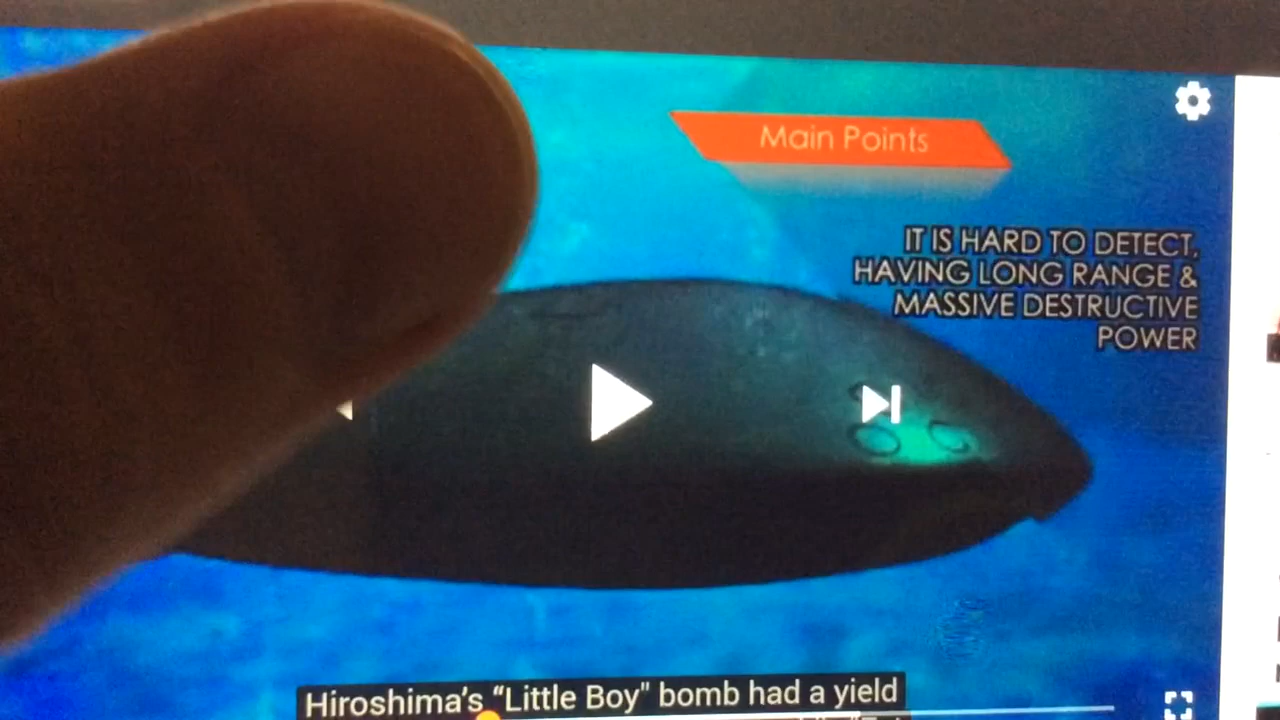 Main Points
IT IS HARD TO DETECT,
HAVING LONG RANGE &
MASSIVE DESTRUCTIVE
POWER
Hiroshima's “Little Boy" bomb had a yield